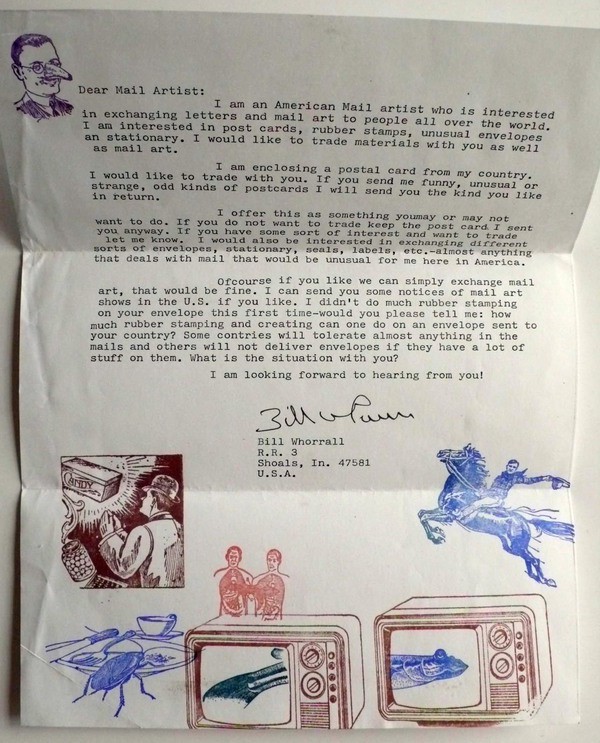 Dear Mail Artist:
I am an American Mail artist who is interested
in exchanging letters and mail art to people all over the world.
I am interested in post cards, rubber stamps, unusual envelopes
an stationary. I would like to trade materials with you as well
as mail art.
I am enclosing a postal card from my country.
I would like to trade with you. If you send me funny, unusual or
strange, odd kinds of postcards I will send you the kind you like
in return.
I offer this as something youmay or may not
want to do. If you do not want to trade keep the post card I sent
you anyway. If you have some sort of interest and want to trade
let me know. I would also be interested in exchanging different
sorts of envelopes, stationary, seals, labels, etc.-almost anything
that deals with mail that would be unusual for me here in America.
Ofcourse if you like we can simply exchange mail
art, that would be fine. I can send you some notices of mail art
shows in the U.S. if you like. I didn't do much rubber stamping
on your envelope this first time-would you please tell me: how
much rubber stamping and creating can one do on an envelope sent to
your country? Some contries will tolerate almost anything in the
mails and others will not deliver envelopes if they have a lot of
stuff on them. What is the situation with you?
I am looking forward to hearing from you!
Bill Whorrall
R.R. 3
Shoals, In. 47581
U.S.A.
ANDY